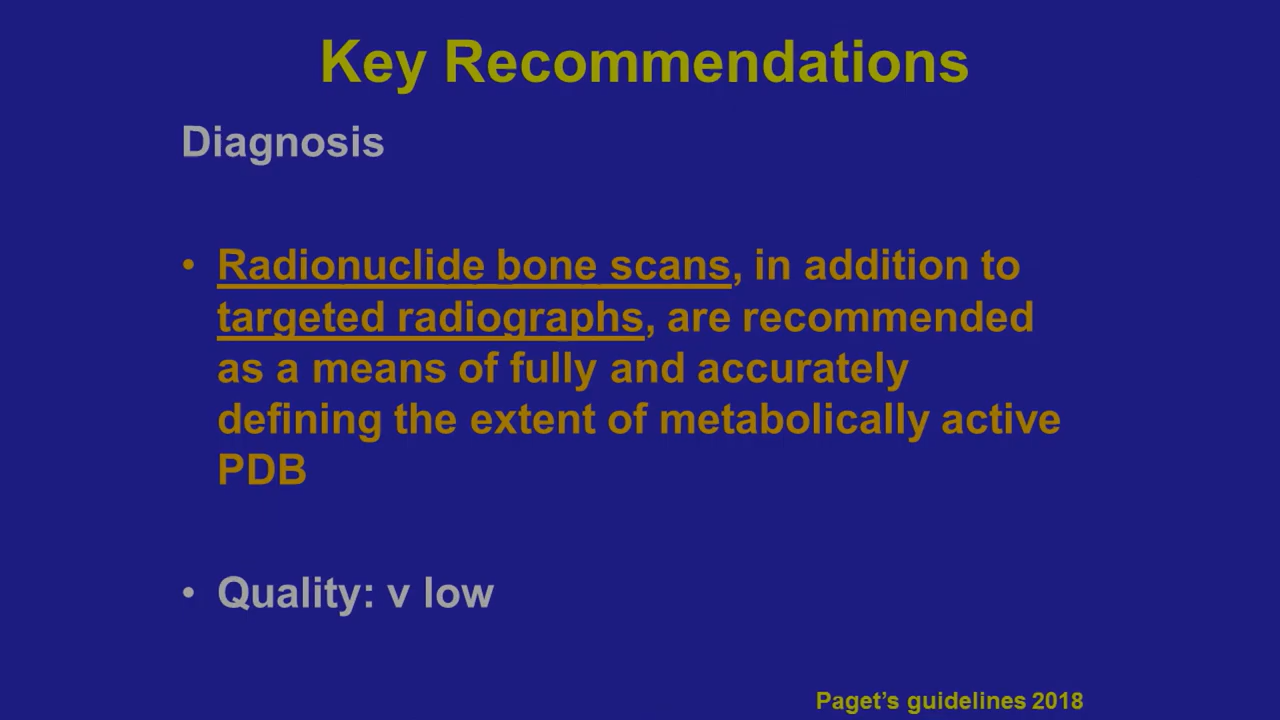 Key Recommendations
Diagnosis
• Radionuclide bone scans, in addition to
targeted radiographs, are recommended
as a means of fully and accurately
defining the extent of metabolically active
PDB
• Quality: v low
Paget's guidelines 2018